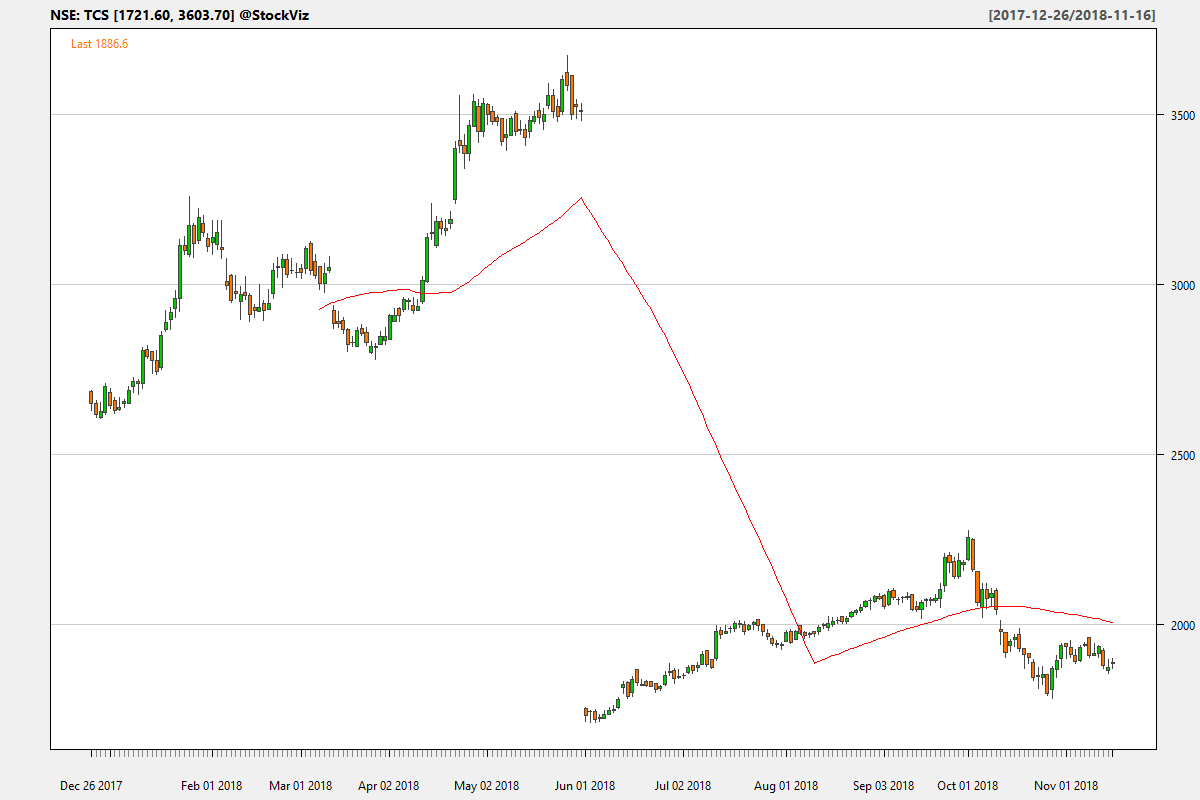 NSE: TCS [1721.60, 3603.70] @StockViz
[2017-12-26/2018-11-16]
Last 1886.6
3500
3000
2500
2000
Dec 26 2017 Feb 01 2018 Mar 01 2018 Apr 02 2018 May 02 2018 Jun 01 2018 Jul 02 2018 Aug 01 2018 Sep 03 2018 Oct 01 2018 Nov 01 2018